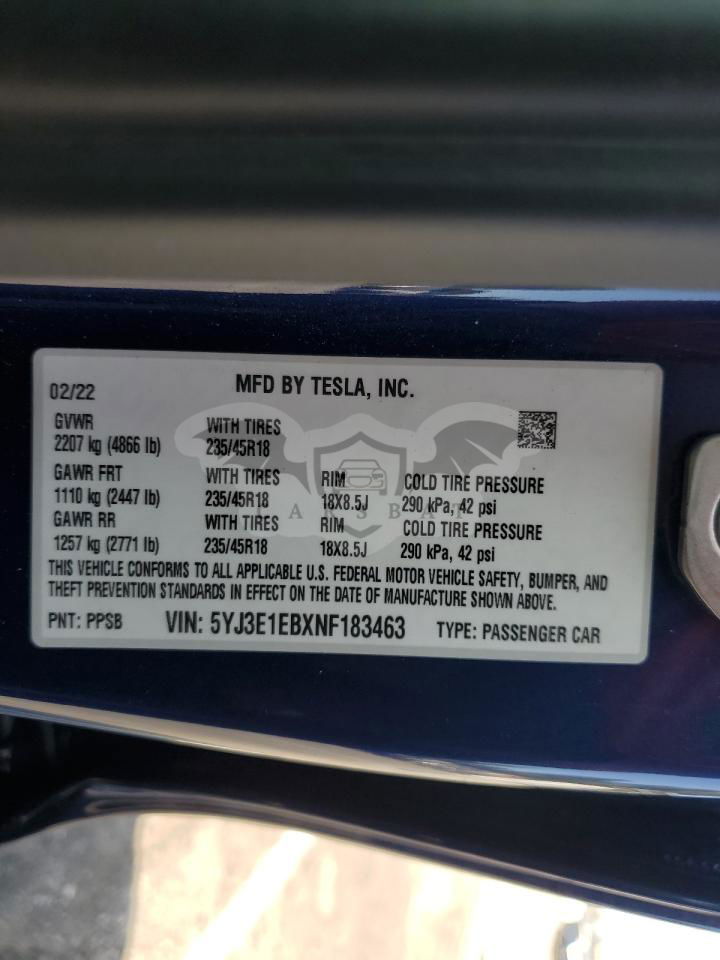 02/22 MFD BY TESLA, INC.
GVWR WITH TIRES
2207 kg (4866 lb) 235/45R18
GAWR FRT WITH TIRES RIM COLD TIRE PRESSURE
1110 kg (2447 lb) 235/45R18 18X8.5J 290 kPa, 42 psi
GAWR RR WITH TIRES RIM COLD TIRE PRESSURE
1257 kg (2771 lb) 235/45R18 18X8.5J 290 kPa, 42 psi
THIS VEHICLE CONFORMS TO ALL APPLICABLE U.S. FEDERAL MOTOR VEHICLE SAFETY, BUMPER, AND
THEFT PREVENTION STANDARDS IN EFFECT ON THE DATE OF MANUFACTURE SHOWN ABOVE.
PNT: PPSB VIN: 5YJ3E1EBXNF183463 TYPE: PASSENGER CAR
CARSBAT